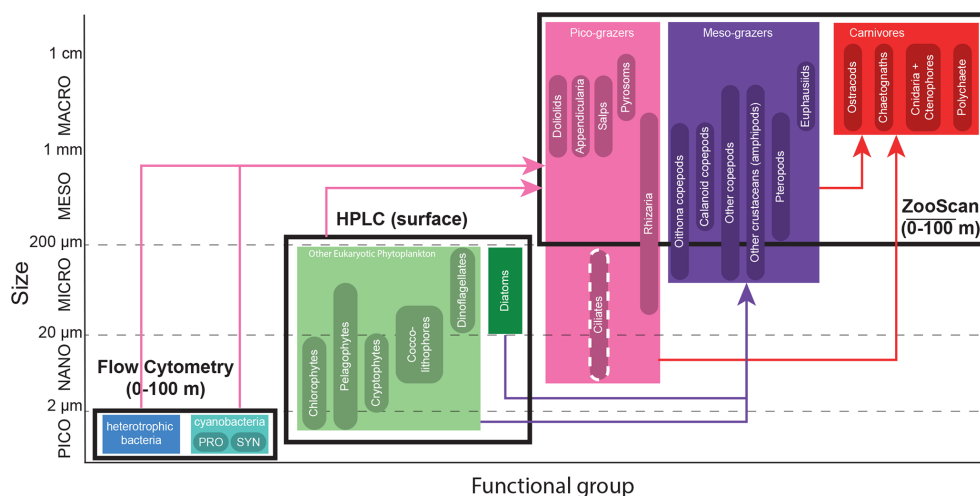 Size
1 cm
MACRO
1 mm
MESO
200 µm
MICRO
20 µm
NANO
2 µm
PICO
Flow Cytometry
(0-100 m)
heterotrophic
bacteria
cyanobacteria
PRO
SYN
HPLC (surface)
Other Eukaryotic Phytoplankton
Chlorophytes
Pelagophytes
Cryptophytes
Cocco-
lithophores
Dinoflagellates
Diatoms
Pico-grazers
Doliolids
Appendicularia
Salps
Pyrosoms
Rhizaria
Ciliates
Meso-grazers
Oithona copepods
Calanoid copepods
Other copepods
Other crustaceans (amphipods)
Pteropods
Euphausiids
Carnivores
Ostracods
Chaetognaths
Cnidaria +
Ctenophores
Polychaete
ZooScan
(0-100 m)
Functional group